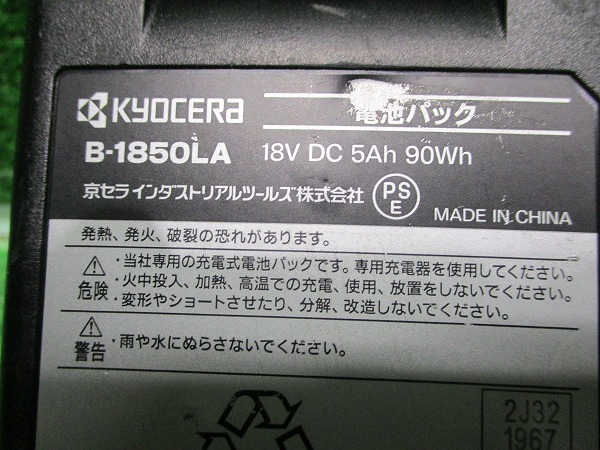 KYOCERA 電池パック
B-1850LA 18V DC 5Ah 90Wh
京セラインダストリアルツールズ株式会社 PSE MADE IN CHINA
発熱、発火、破裂の恐れがあります。
・当社専用の充電式電池パックです。専用充電器を使用してください。
危険 ・火中投入、加熱、高温での充電、使用、放置をしないでください。
・変形やショートさせたり、分解、改造しないでください。
警告 ・雨や水にぬらさないでください。
2J32
1967